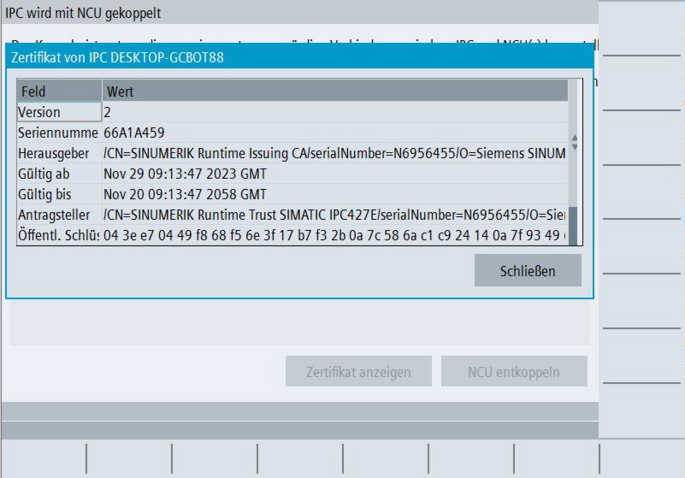 IPC wird mit NCU gekoppelt
Zertifikat von IPC DESKTOP-GCBOT88
Feld Wert
Version 2
Seriennumme 66A1A459
Herausgeber /CN=SINUMERIK Runtime Issuing CA/serialNumber=N6956455/O=Siemens SINUM
Gültig ab Nov 29 09:13:47 2023 GMT
Gültig bis Nov 20 09:13:47 2058 GMT
Antragsteller /CN=SINUMERIK Runtime Trust SIMATIC IPC427E/serialNumber=N6956455/O=Sie
Öffentl. Schlüs 04 3e e7 04 49 f8 68 f5 6e 3f 17 b7 f3 2b 0a 7c 58 6a c1 c9 24 14 0a 7f 93 49
Schließen
Zertifikat anzeigen NCU entkoppeln